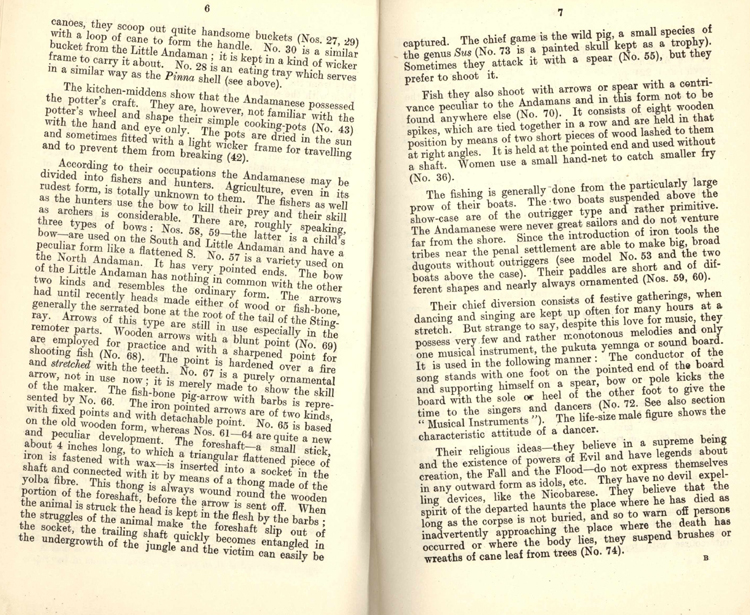 6
canoes, they scoop out quite handsome buckets (Nos. 27, 29)
with a loop of cane to form the handle. No. 30 is a similar
bucket from the Little Andaman; it is kept in a kind of wicker
frame to carry it about. No. 28 is an eating tray which serves
in a similar way as the Pinna shell (see above).
The kitchen-middens show that the Andamanese possessed
the potter's craft. They are, however, not familiar with the
potter's wheel and shape their simple cooking-pots (No. 43)
with the hand and eye only. The pots are dried in the sun
and sometimes fitted with a light wicker frame for travelling
and to prevent them from breaking (42).
According to their occupations the Andamanese may be
divided into fishers and hunters. Agriculture, even in its
rudest form, is totally unknown to them. The fishers as well
as the hunters use the bow to kill their prey and their skill
as archers is considerable. There are, roughly speaking,
three types of bows: Nos. 58, 59—the latter is a child's
bow—are used on the South and Little Andaman and have a
peculiar form like a flattened S. No. 57 is a variety used on
the North Andaman. It has very pointed ends. The bow
of the Little Andaman has nothing in common with the other
two kinds and resembles the ordinary form. The arrows
had until recently heads made either of wood or fish-bone,
generally the serrated bone at the root of the tail of the Sting-
ray. Arrows of this type are still in use especially in the
remoter parts. Wooden arrows with a blunt point (No. 69)
are employed for practice and with a sharpened point for
shooting fish (No. 68). The point is hardened over a fire
and stretched with the teeth. No. 67 is a purely ornamental
arrow, not in use now; it is merely made to show the skill
of the maker. The fish-bone pig-arrow with barbs is repre-
sented by No. 66. The iron pointed arrows are of two kinds,
with fixed points and with detachable point. No. 65 is based
on the old wooden form, whereas Nos. 61—64 are quite a new
and peculiar development. The foreshaft—a small stick,
about 4 inches long, to which a triangular flattened piece of
iron is fastened with wax—is inserted into a socket in the
shaft and connected with it by means of a thong made of the
yolba fibre. This thong is always wound round the wooden
portion of the foreshaft, before the arrow is sent off. When
the animal is struck the head is kept in the flesh by the barbs;
the struggles of the animal make the foreshaft slip out of
the socket, the trailing shaft quickly becomes entangled in
the undergrowth of the jungle and the victim can easily be
7
captured. The chief game is the wild pig, a small species of
the genus Sus (No. 73 is a painted skull kept as a trophy).
Sometimes they attack it with a spear (No. 55), but they
prefer to shoot it.
Fish they also shoot with arrows or spear with a contri-
vance peculiar to the Andamans and in this form not to be
found anywhere else (No. 70). It consists of eight wooden
spikes, which are tied together in a row and are held in that
position by means of two short pieces of wood lashed to them
at right angles. It is held at the pointed end and used without
a shaft. Women use a small hand-net to catch smaller fry
(No. 36).
The fishing is generally done from the particularly large
prow of their boats. The two boats suspended above the
show-case are of the outrigger type and rather primitive.
The Andamanese were never great sailors and do not venture
far from the shore. Since the introduction of iron tools the
tribes near the penal settlement are able to make big, broad
dugouts without outriggers (see model No. 53 and the two
boats above the case). Their paddles are short and of dif-
ferent shapes and nearly always ornamented (Nos. 59, 60).
Their chief diversion consists of festive gatherings, when
dancing and singing are kept up often for many hours at a
stretch. But strange to say, despite this love for music, they
possess very few and rather monotonous melodies and only
one musical instrument, the pukuta yemnga or sound board.
It is used in the following manner: The conductor of the
song stands with one foot on the pointed end of the board
and supporting himself on a spear, bow or pole kicks the
board with the sole or heel of the other foot to give the
time to the singers and dancers (No. 72. See also section
"Musical Instruments"). The life-size male figure shows the
characteristic attitude of a dancer.
Their religious ideas—they believe in a supreme being
and the existence of powers of Evil and have legends about
creation, the Fall and the Flood—do not express themselves
in any outward form as idols, etc. They have no devil expel-
ling devices, like the Nicobarese. They believe that the
spirit of the departed haunts the place where he has died as
long as the corpse is not buried, and so to warn off persons
inadvertently approaching the place where the death has
occurred or where the body lies, they suspend brushes or
wreaths of cane leaf from trees (No. 74).
B